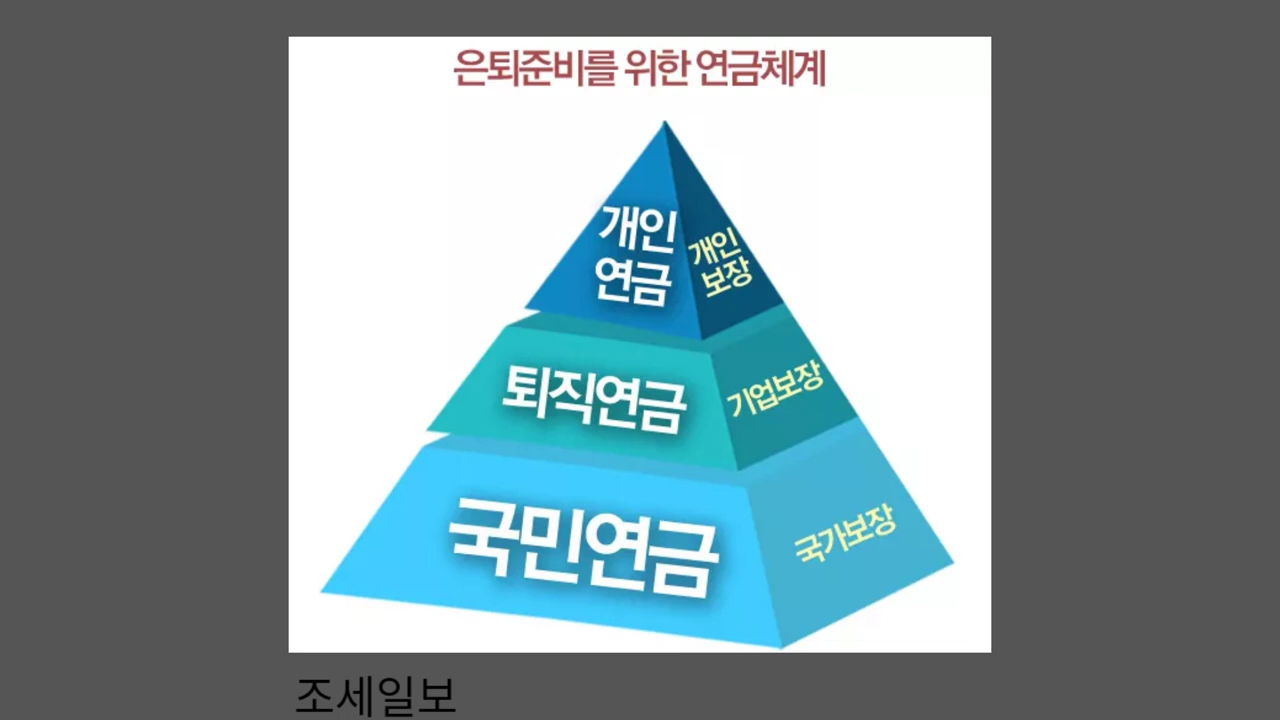 은퇴준비를 위한 연금체계
개인
연금
개인
보장
퇴직연금
기업보장
국민연금
국가보장
조세일보